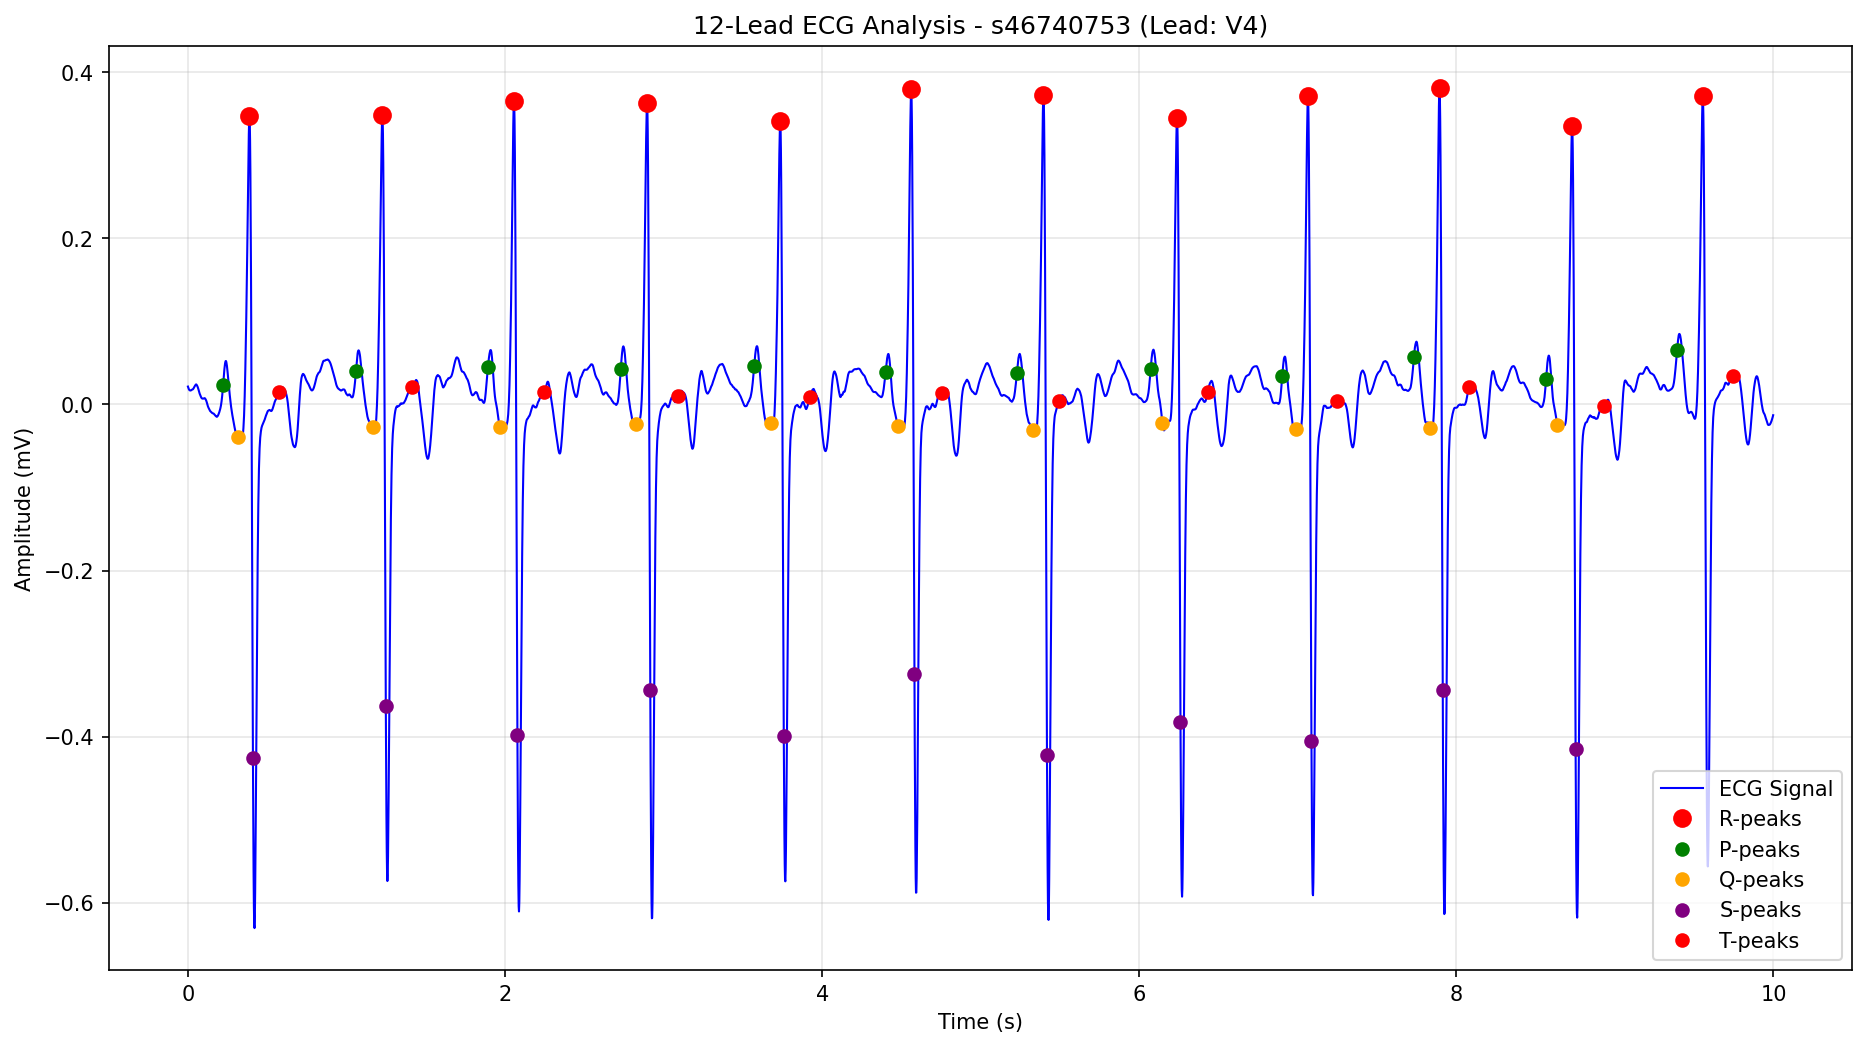 12-Lead ECG Analysis - s46740753 (Lead: V4)
0.4
0.2
0.0
−0.2
−0.4
−0.6
Amplitude (mV)
0 2 4 6 8 10
Time (s)
ECG Signal
R-peaks
P-peaks
Q-peaks
S-peaks
T-peaks